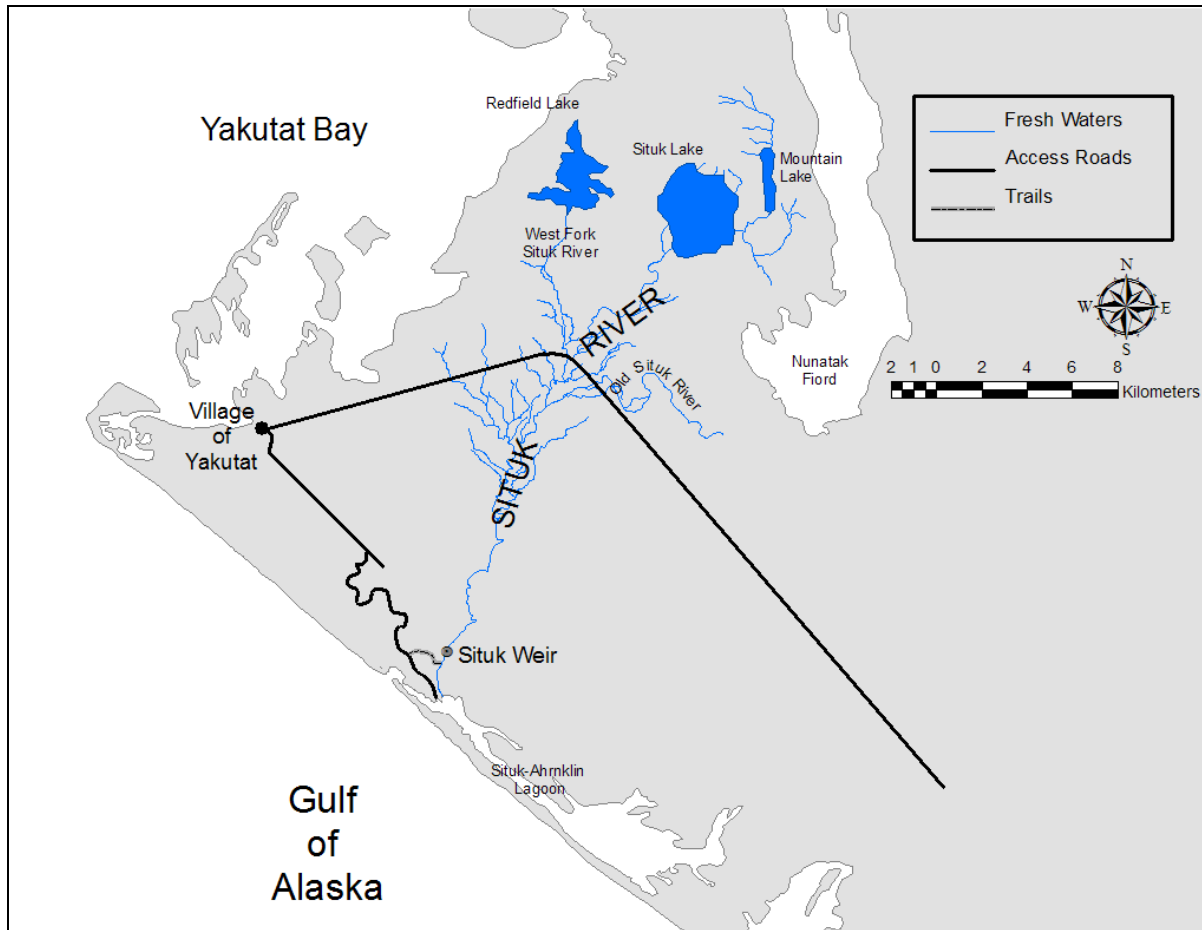 Redfield Lake
Yakutat Bay
Situk Lake
Mountain
Lake
Fresh Waters
Access Roads
Trails
West Fork
Situk River
N
W
E
S
RIVER
Old Situk River
Nunatak
Fiord
2 1 0 2 4 6 8
Kilometers
Village
of
Yakutat
SITUK
Situk Weir
Situk-Ahrnklin
Lagoon
Gulf
of
Alaska